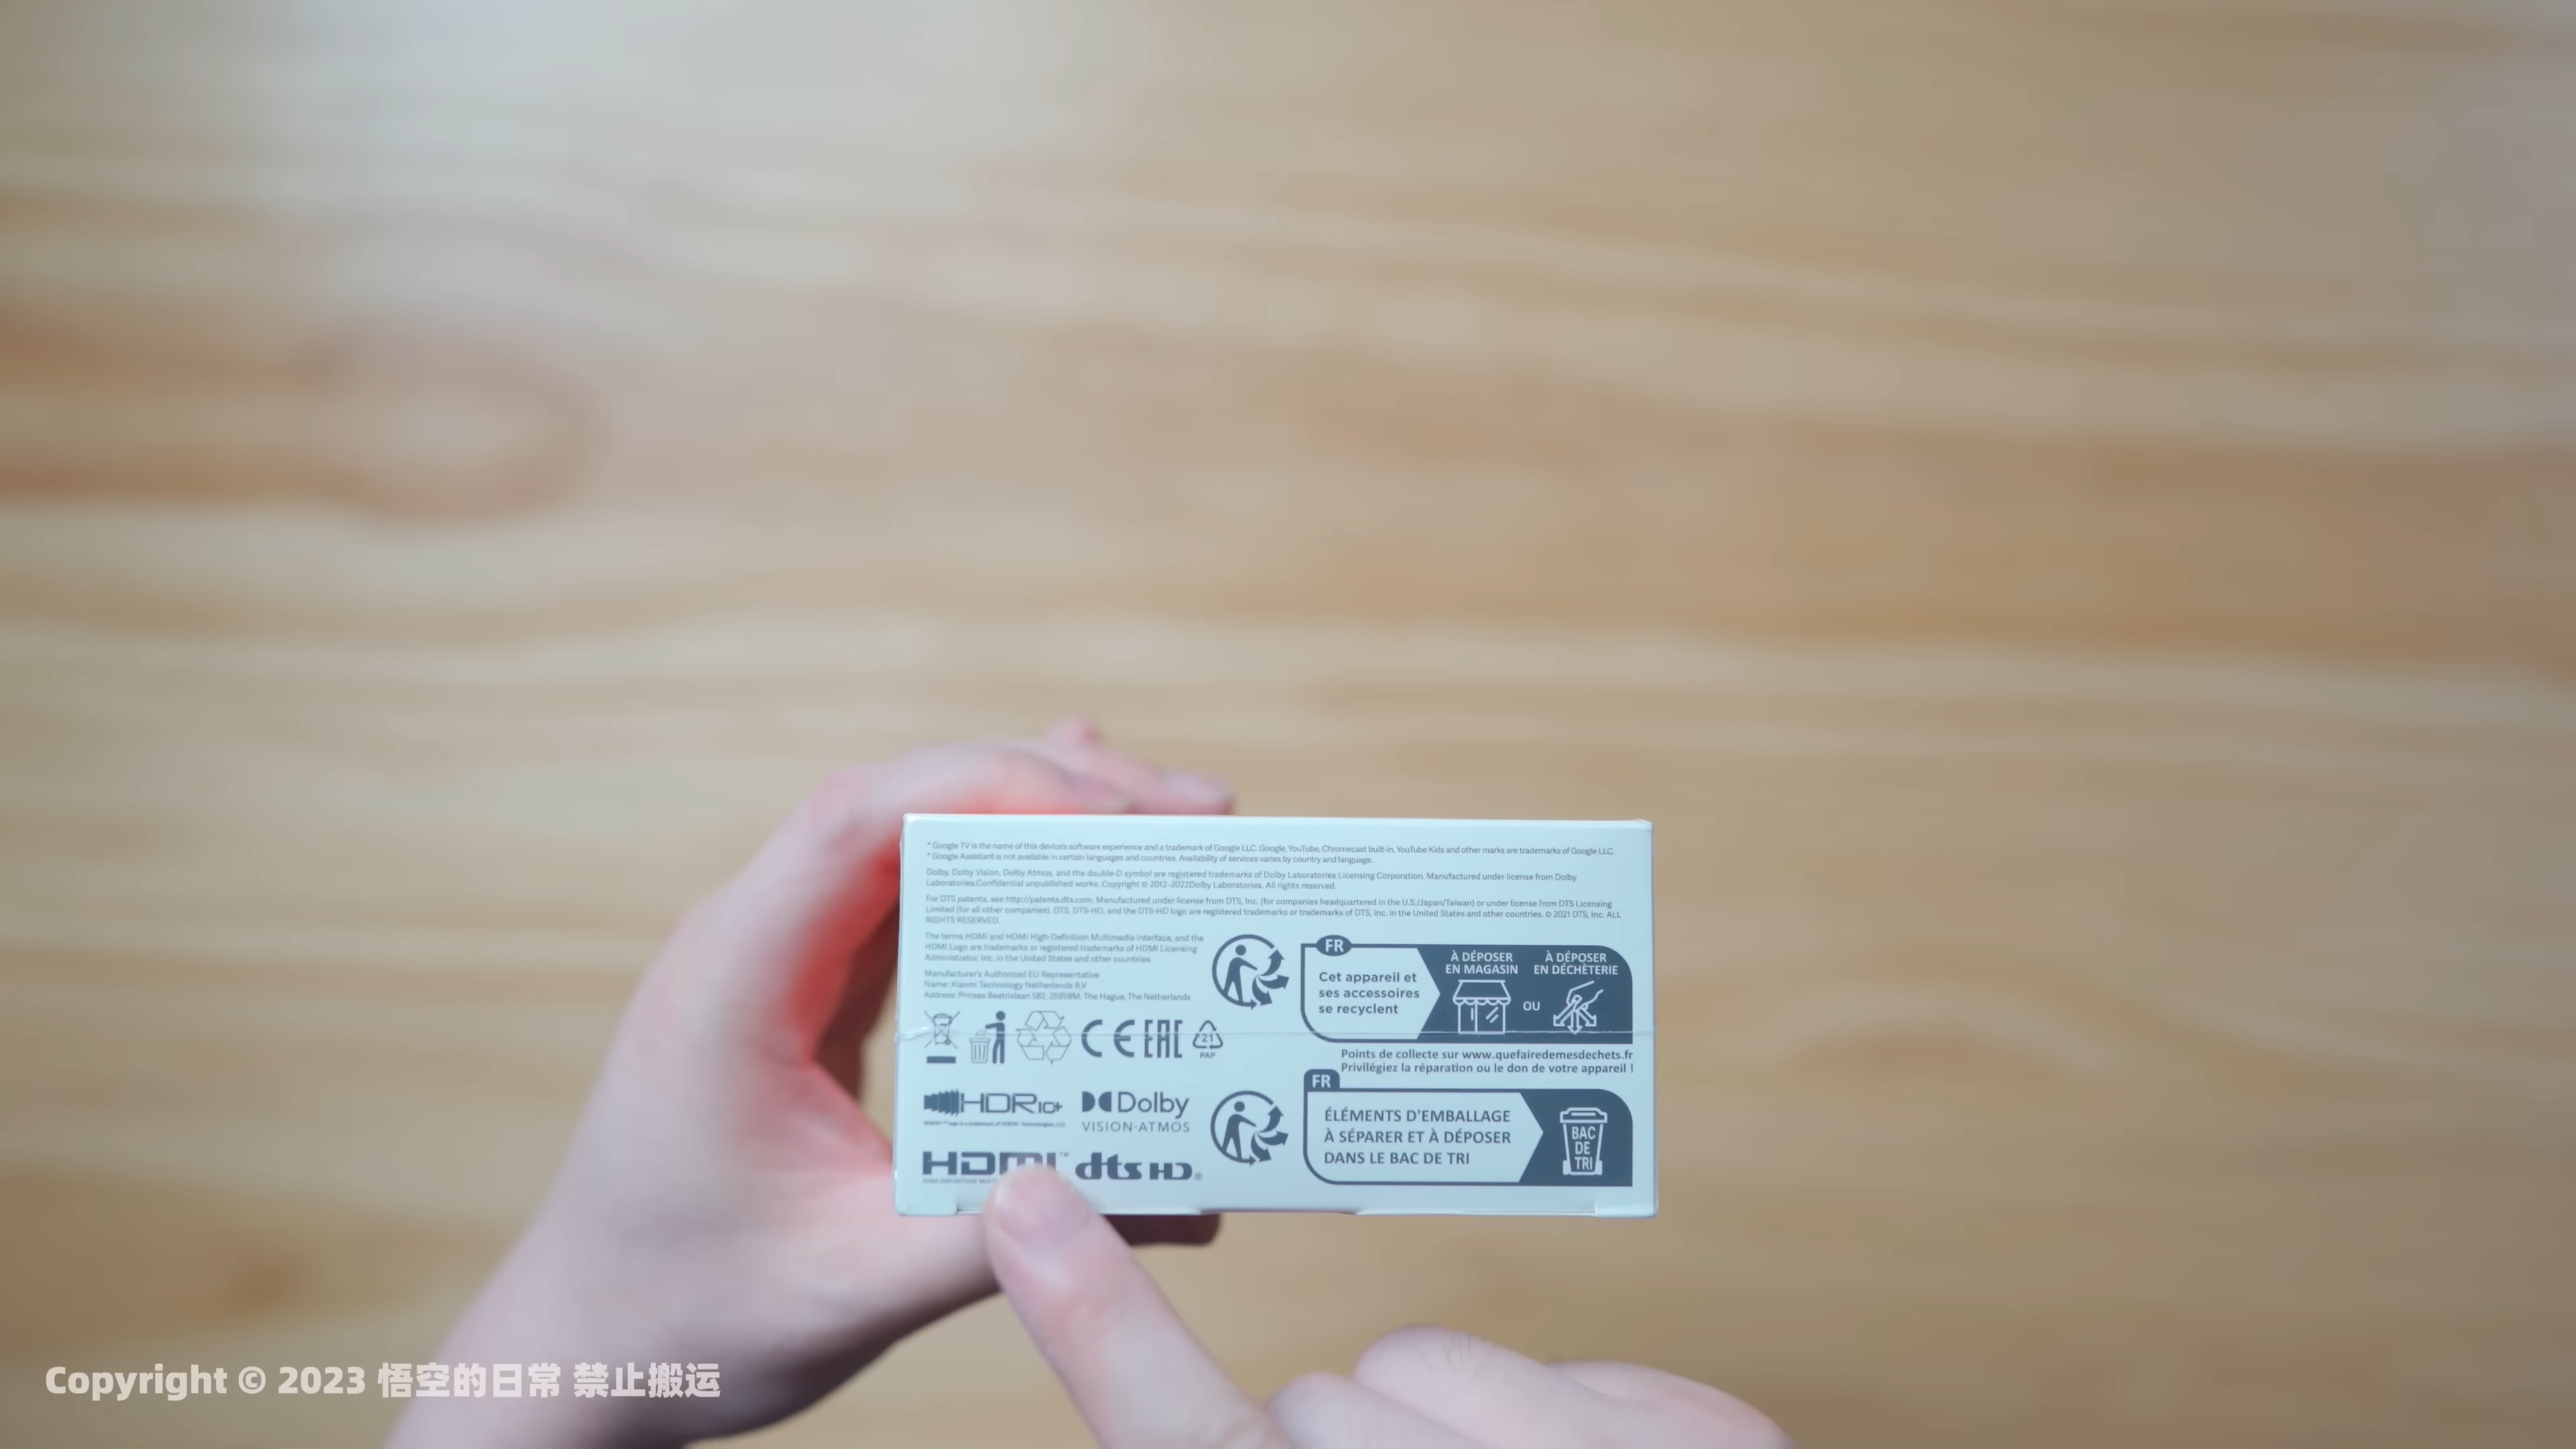 * Google TV is the name of this device's software experience and a trademark of Google LLC. Google, YouTube, Chromecast built-in, YouTube Kids and other marks are trademarks of Google LLC.
* Google Assistant is not available in certain languages and countries. Availability of services varies by country and language.
Dolby, Dolby Vision, Dolby Atmos, and the double-D symbol are registered trademarks of Dolby Laboratories Licensing Corporation. Manufactured under license from Dolby
Laboratories.Confidential unpublished works. Copyright © 2012-2022Dolby Laboratories. All rights reserved.
For DTS patents, see http://patents.dts.com. Manufactured under license from DTS, Inc. (for companies headquartered in the U.S./Japan/Taiwan) or under license from DTS Licensing
Limited (for all other companies). DTS, DTS-HD, and the DTS-HD logo are registered trademarks or trademarks of DTS, Inc. in the United States and other countries. © 2021 DTS, Inc. ALL
RIGHTS RESERVED.
The terms HDMI and HDMI High-Definition Multimedia Interface, and the
HDMI Logo are trademarks or registered trademarks of HDMI Licensing
Administrator, Inc. in the United States and other countries.
Manufacturer's Authorized EU Representative
Name: Xiaomi Technology Netherlands B.V
Address: Prinses Beatrixlaan 582, 2595BM, The Hague, The Netherlands
CE EAC 21
PAP
HDR10+
Dolby
VISION·ATMOS
HDMI™
dts HD®
FR
Cet appareil et
ses accessoires
se recyclent
À DÉPOSER
EN MAGASIN
OU
À DÉPOSER
EN DÉCHÈTERIE
Points de collecte sur www.quefairedemesdechets.fr
Privilégiez la réparation ou le don de votre appareil !
FR
ÉLÉMENTS D'EMBALLAGE
À SÉPARER ET À DÉPOSER
DANS LE BAC DE TRI
BAC
DE
TRI
Copyright © 2023 悟空的日常 禁止搬运